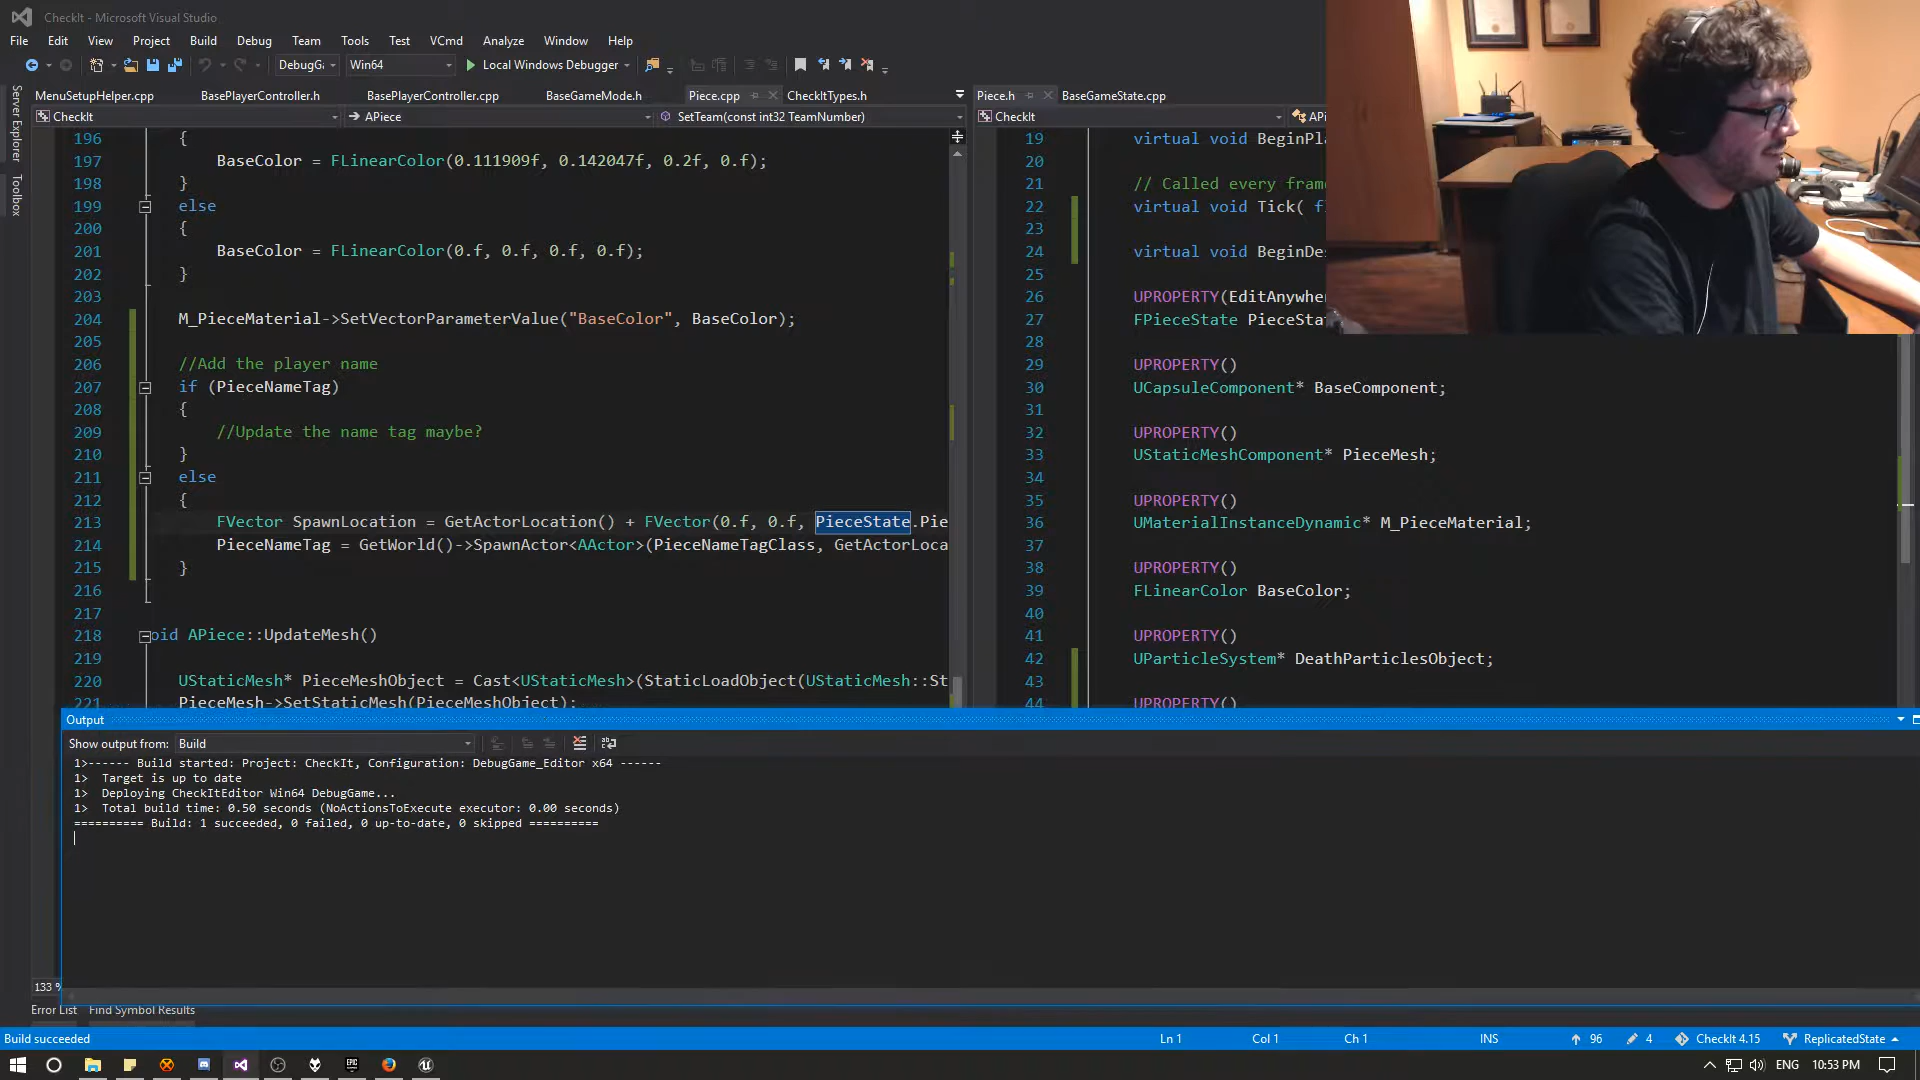 CheckIt - Microsoft Visual Studio
File Edit View Project Build Debug Team Tools Test VCmd Analyze Window Help
DebugG Win64 Local Windows Debugger
Server Explorer
Toolbox
MenuSetupHelper.cpp BasePlayerController.h BasePlayerController.cpp BaseGameMode.h Piece.cpp CheckItTypes.h
CheckIt APiece SetTeam(const int32 TeamNumber)
196 {
197 BaseColor = FLinearColor(0.111909f, 0.142047f, 0.2f, 0.f);
198 }
199 else
200 {
201 BaseColor = FLinearColor(0.f, 0.f, 0.f, 0.f);
202 }
203
204 M_PieceMaterial->SetVectorParameterValue("BaseColor", BaseColor);
205
206 //Add the player name
207 if (PieceNameTag)
208 {
209 //Update the name tag maybe?
210 }
211 else
212 {
213 FVector SpawnLocation = GetActorLocation() + FVector(0.f, 0.f, PieceState.Pie
214 PieceNameTag = GetWorld()->SpawnActor<AActor>(PieceNameTagClass, GetActorLoca
215 }
216
217
218 oid APiece::UpdateMesh()
219
220 UStaticMesh* PieceMeshObject = Cast<UStaticMesh>(StaticLoadObject(UStaticMesh::St
221 PieceMesh->SetStaticMesh(PieceMeshObject);
133 %
Piece.h BaseGameState.cpp
CheckIt APi
19 virtual void BeginPl
20
21 // Called every fram
22 virtual void Tick( f
23
24 virtual void BeginDe
25
26 UPROPERTY(EditAnywher
27 FPieceState PieceStat
28
29 UPROPERTY()
30 UCapsuleComponent* BaseComponent;
31
32 UPROPERTY()
33 UStaticMeshComponent* PieceMesh;
34
35 UPROPERTY()
36 UMaterialInstanceDynamic* M_PieceMaterial;
37
38 UPROPERTY()
39 FLinearColor BaseColor;
40
41 UPROPERTY()
42 UParticleSystem* DeathParticlesObject;
43
44 UPROPERTY()
Output
Show output from: Build
1>------ Build started: Project: CheckIt, Configuration: DebugGame_Editor x64 ------
1> Target is up to date
1> Deploying CheckItEditor Win64 DebugGame...
1> Total build time: 0.50 seconds (NoActionsToExecute executor: 0.00 seconds)
========== Build: 1 succeeded, 0 failed, 0 up-to-date, 0 skipped ==========
Error List Find Symbol Results
Build succeeded Ln 1 Col 1 Ch 1 INS 96 4 CheckIt 4.15 ReplicatedState
EPIC ENG 10:53 PM